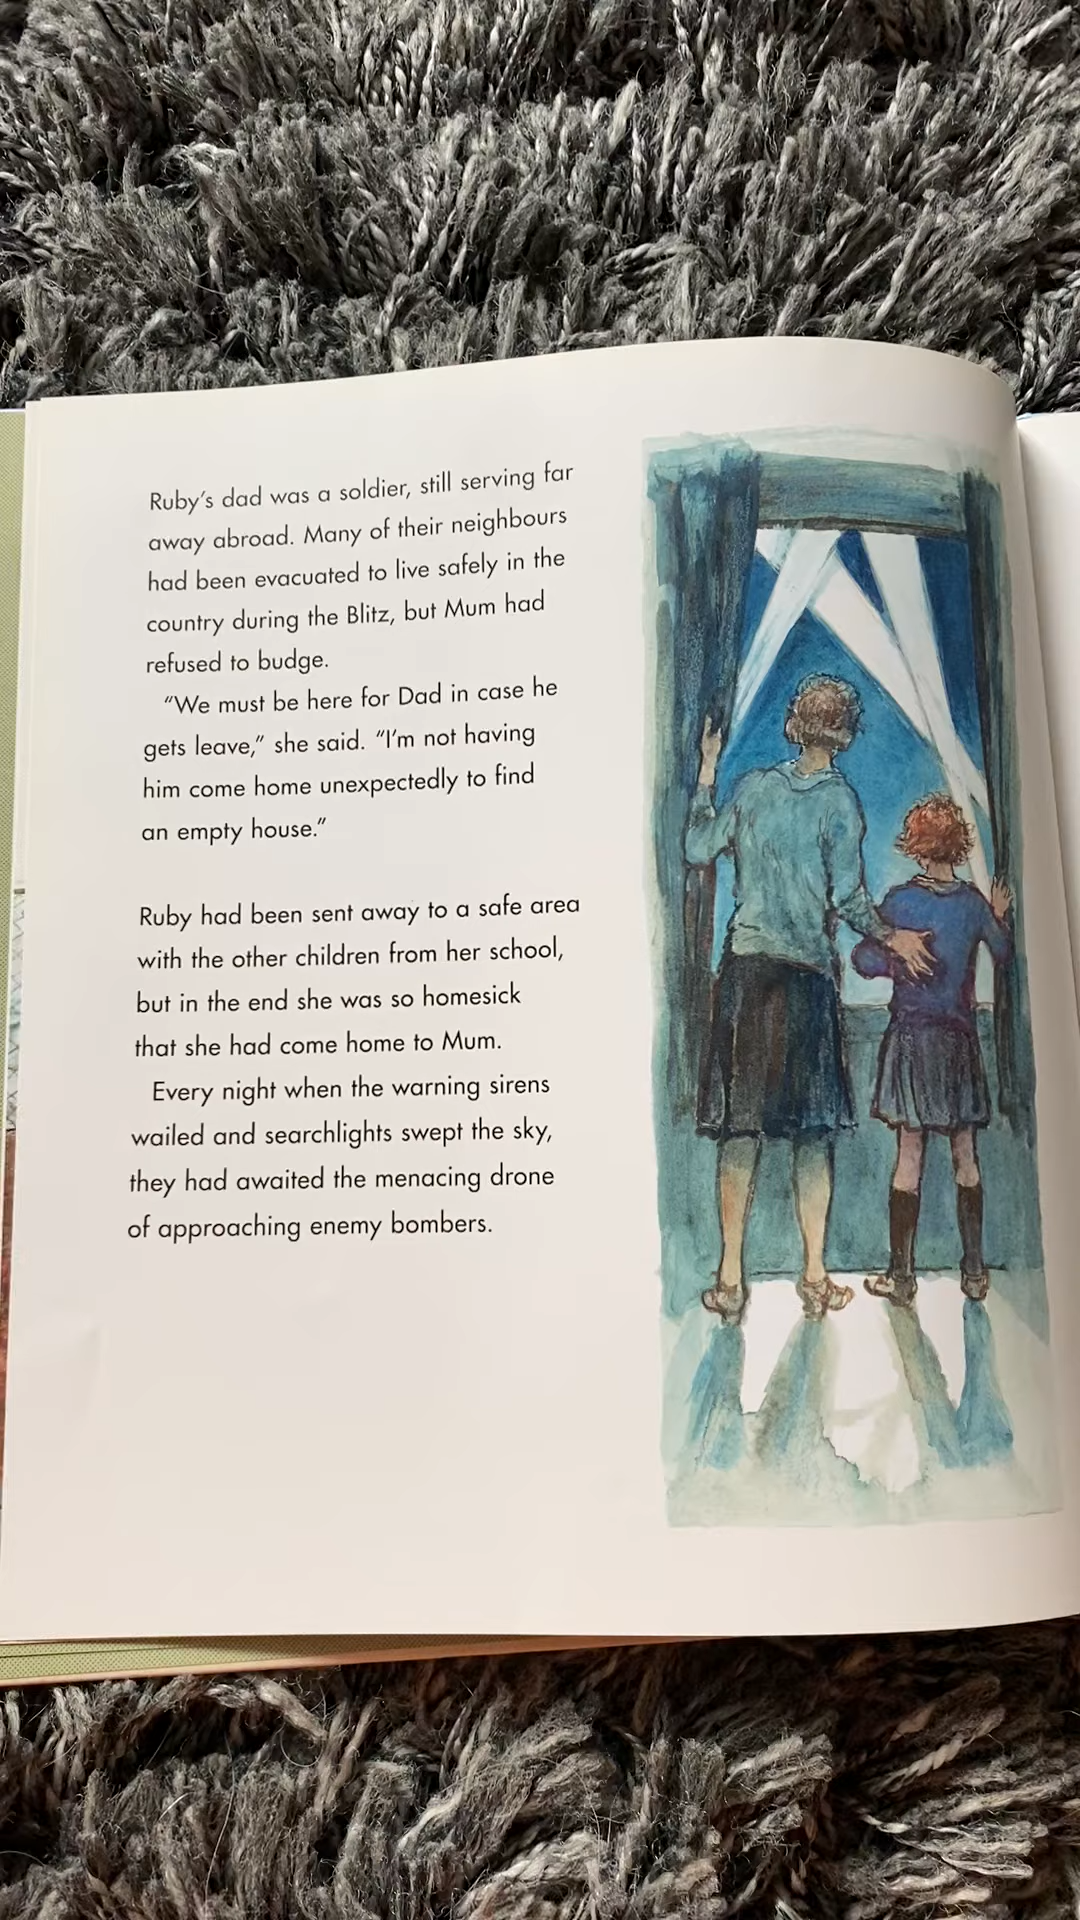 Ruby's dad was a soldier, still serving far
away abroad. Many of their neighbours
had been evacuated to live safely in the
country during the Blitz, but Mum had
refused to budge.
“We must be here for Dad in case he
gets leave,” she said. “I'm not having
him come home unexpectedly to find
an empty house.”
Ruby had been sent away to a safe area
with the other children from her school,
but in the end she was so homesick
that she had come home to Mum.
Every night when the warning sirens
wailed and searchlights swept the sky,
they had awaited the menacing drone
of approaching enemy bombers.